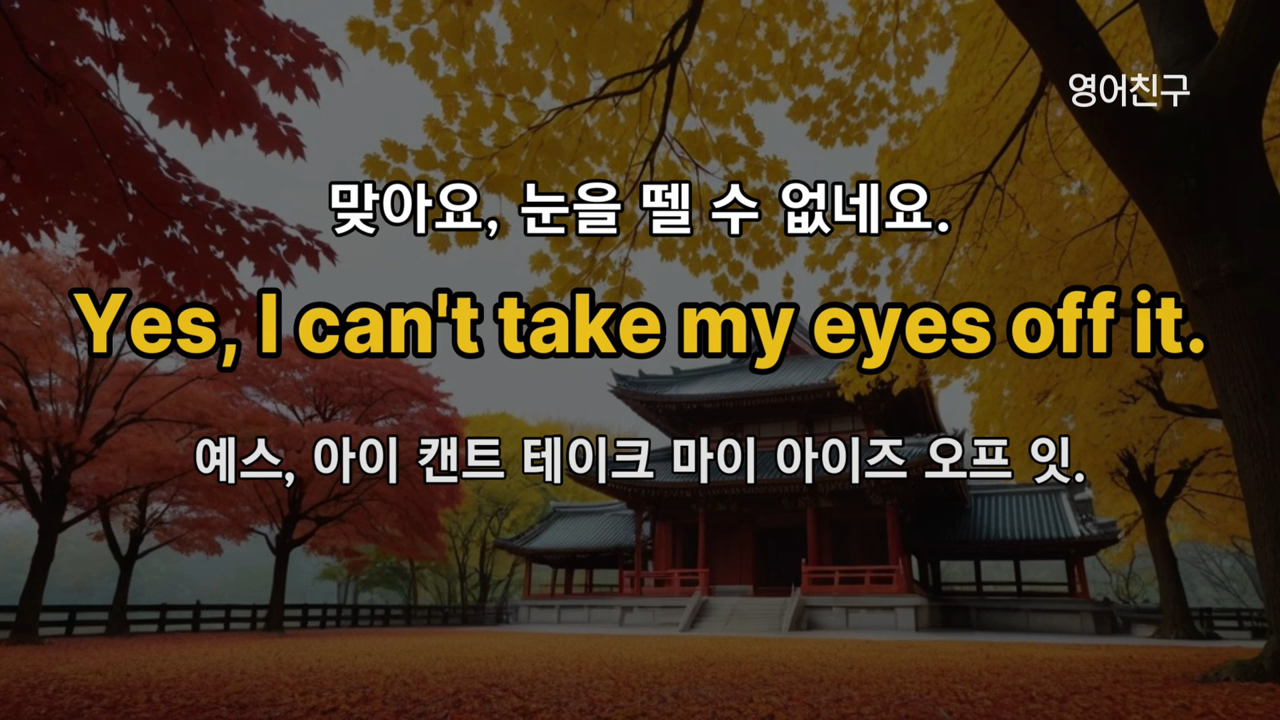 영어친구
맞아요, 눈을 뗄 수 없네요.
Yes, I can't take my eyes off it.
예스, 아이 캔트 테이크 마이 아이즈 오프 잇.